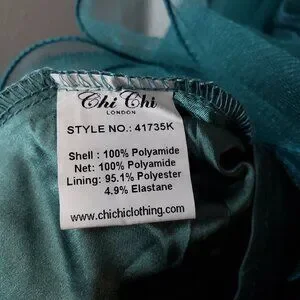 Chi Chi
LONDON
STYLE NO.: 41735K
Shell : 100% Polyamide
Net: 100% Polyamide
Lining: 95.1% Polyester
4.9% Elastane
www.chichiclothing.com